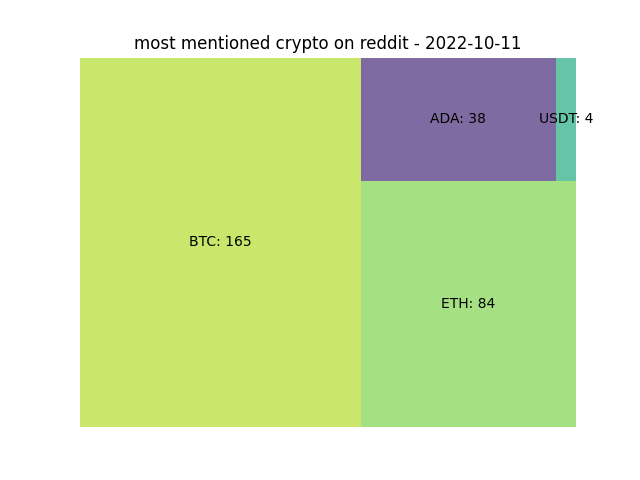 most mentioned crypto on reddit - 2022-10-11
ADA: 38
USDT: 4
BTC: 165
ETH: 84